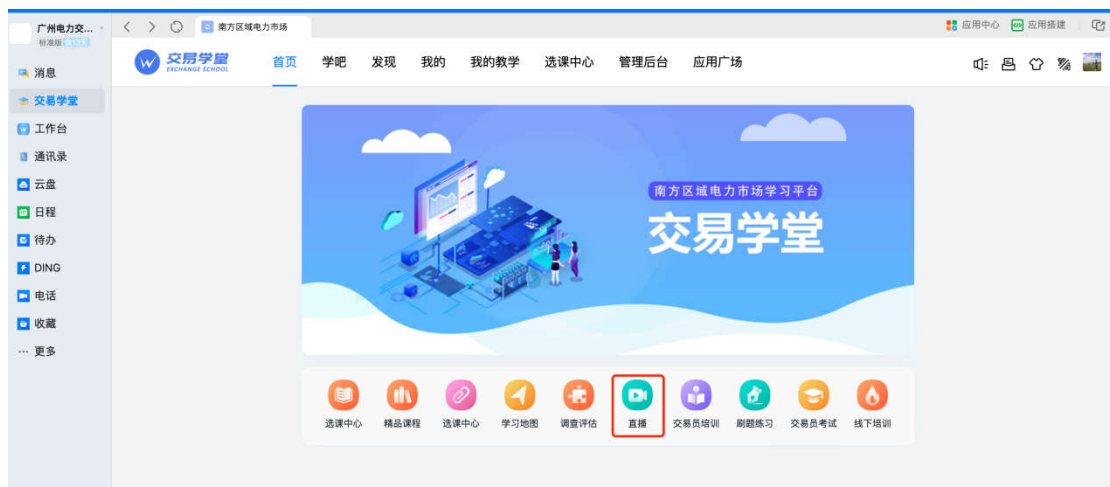 广州电力交...
标准版
南方区域电力市场
应用中心
应用搭建
消息
交易学堂
工作台
通讯录
云盘
日程
待办
DING
电话
收藏
··· 更多
交易学堂
EXCHANGE SCHOOL
首页 学吧 发现 我的 我的教学 选课中心 管理后台 应用广场
南方区域电力市场学习平台
交易学堂
选课中心 精品课程 选课中心 学习地图 调查评估 直播 交易员培训 刷题练习 交易员考试 线下培训